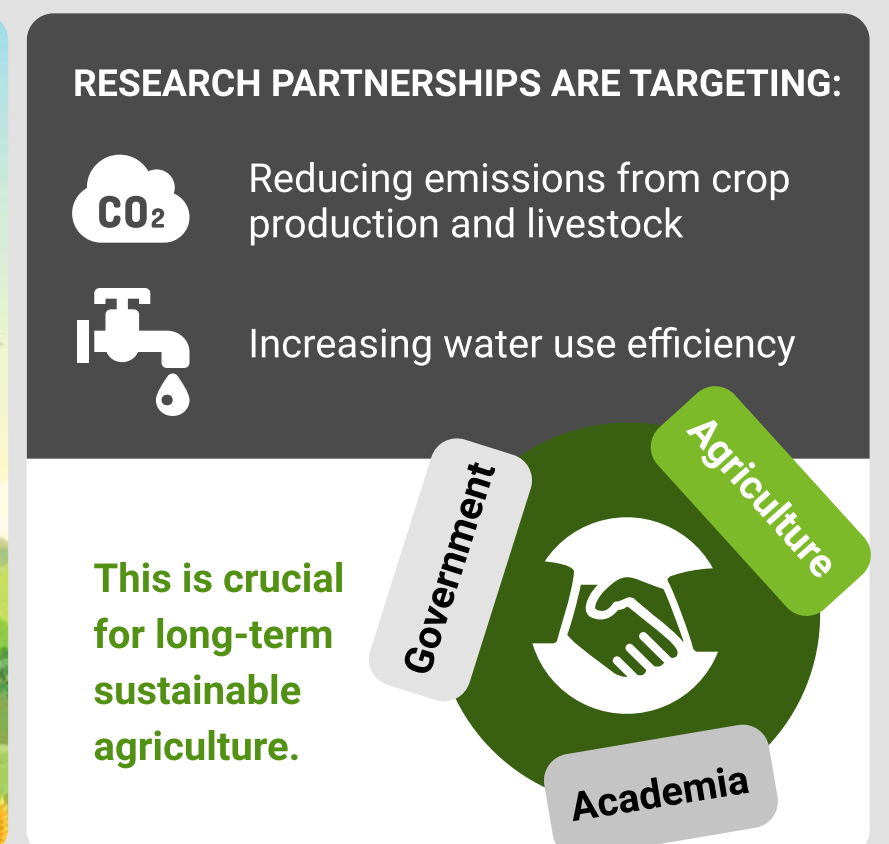 RESEARCH PARTNERSHIPS ARE TARGETING:
CO₂
Reducing emissions from crop
production and livestock
Increasing water use efficiency
Agriculture
Government
This is crucial
for long-term
sustainable
agriculture.
Academia